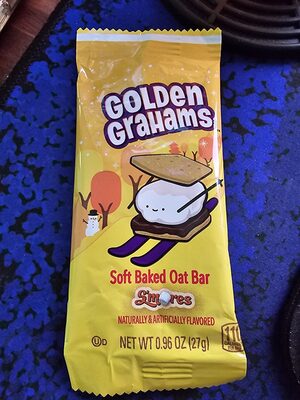 GOLDEN
GRAHAMS
Soft Baked Oat Bar
S'mores
NATURALLY & ARTIFICIALLY FLAVORED
U D
NET WT 0.96 OZ (27g)